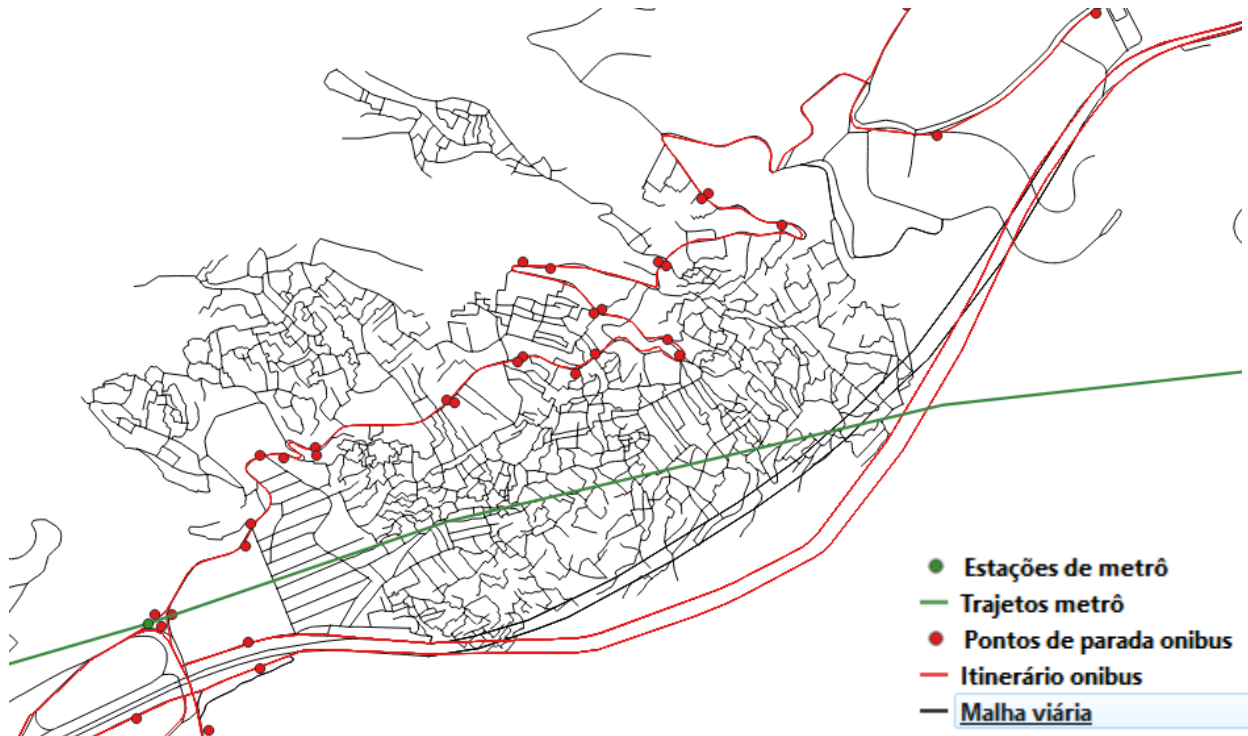 Estações de metrô
Trajetos metrô
Pontos de parada onibus
Itinerário onibus
Malha viária